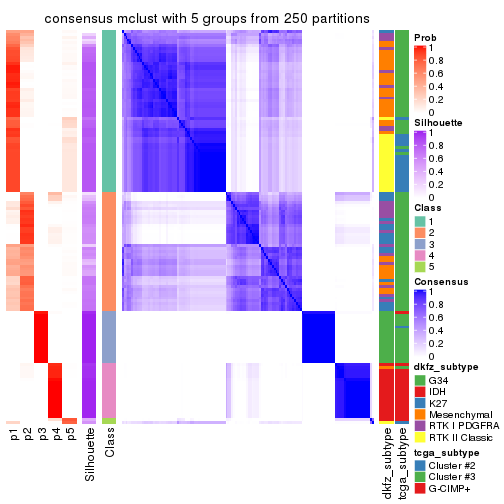 consensus mclust with 5 groups from 250 partitions
Prob
1
0.8
0.6
0.4
0.2
0
Silhouette
1
0.8
0.6
0.4
0.2
0
Class
1
2
3
4
5
Consensus
1
0.8
0.6
0.4
0.2
0
dkfz_subtype
G34
IDH
K27
Mesenchymal
RTK I PDGFRA
RTK II Classic
tcga_subtype
Cluster #2
Cluster #3
G-CIMP+
p1
p2
p3
p4
p5
Silhouette
Class
dkfz_subtype
tcga_subtype